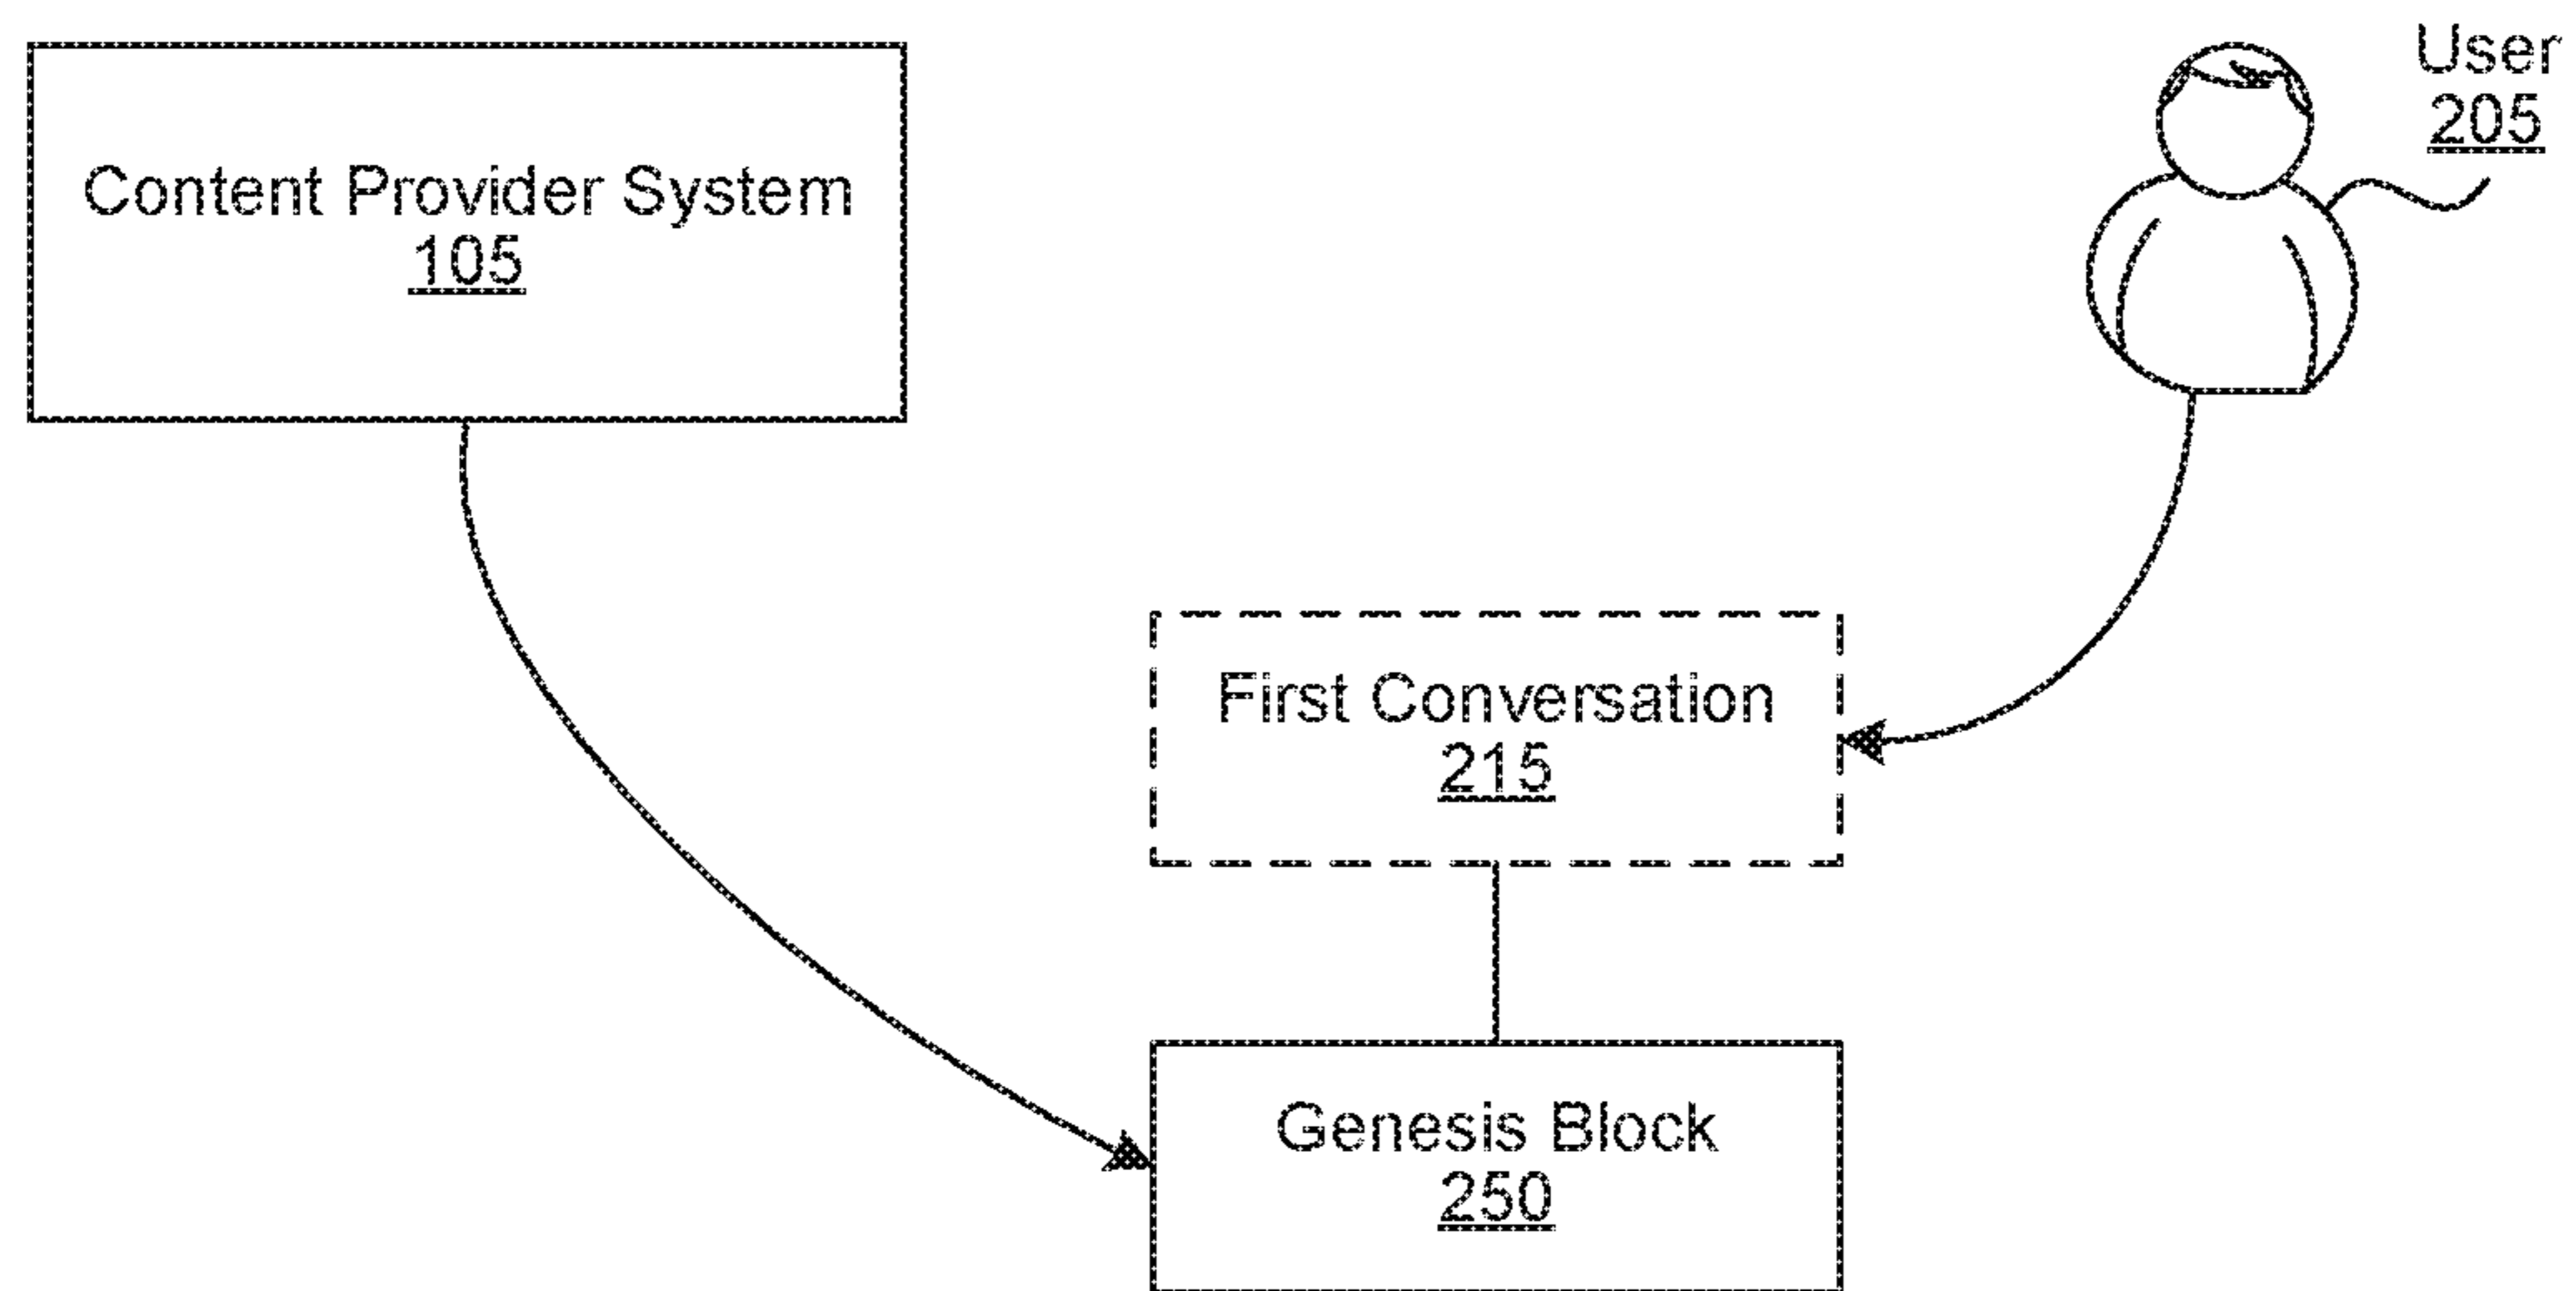 Content Provider System
105
User
205
First Conversation
215
Genesis Block
250